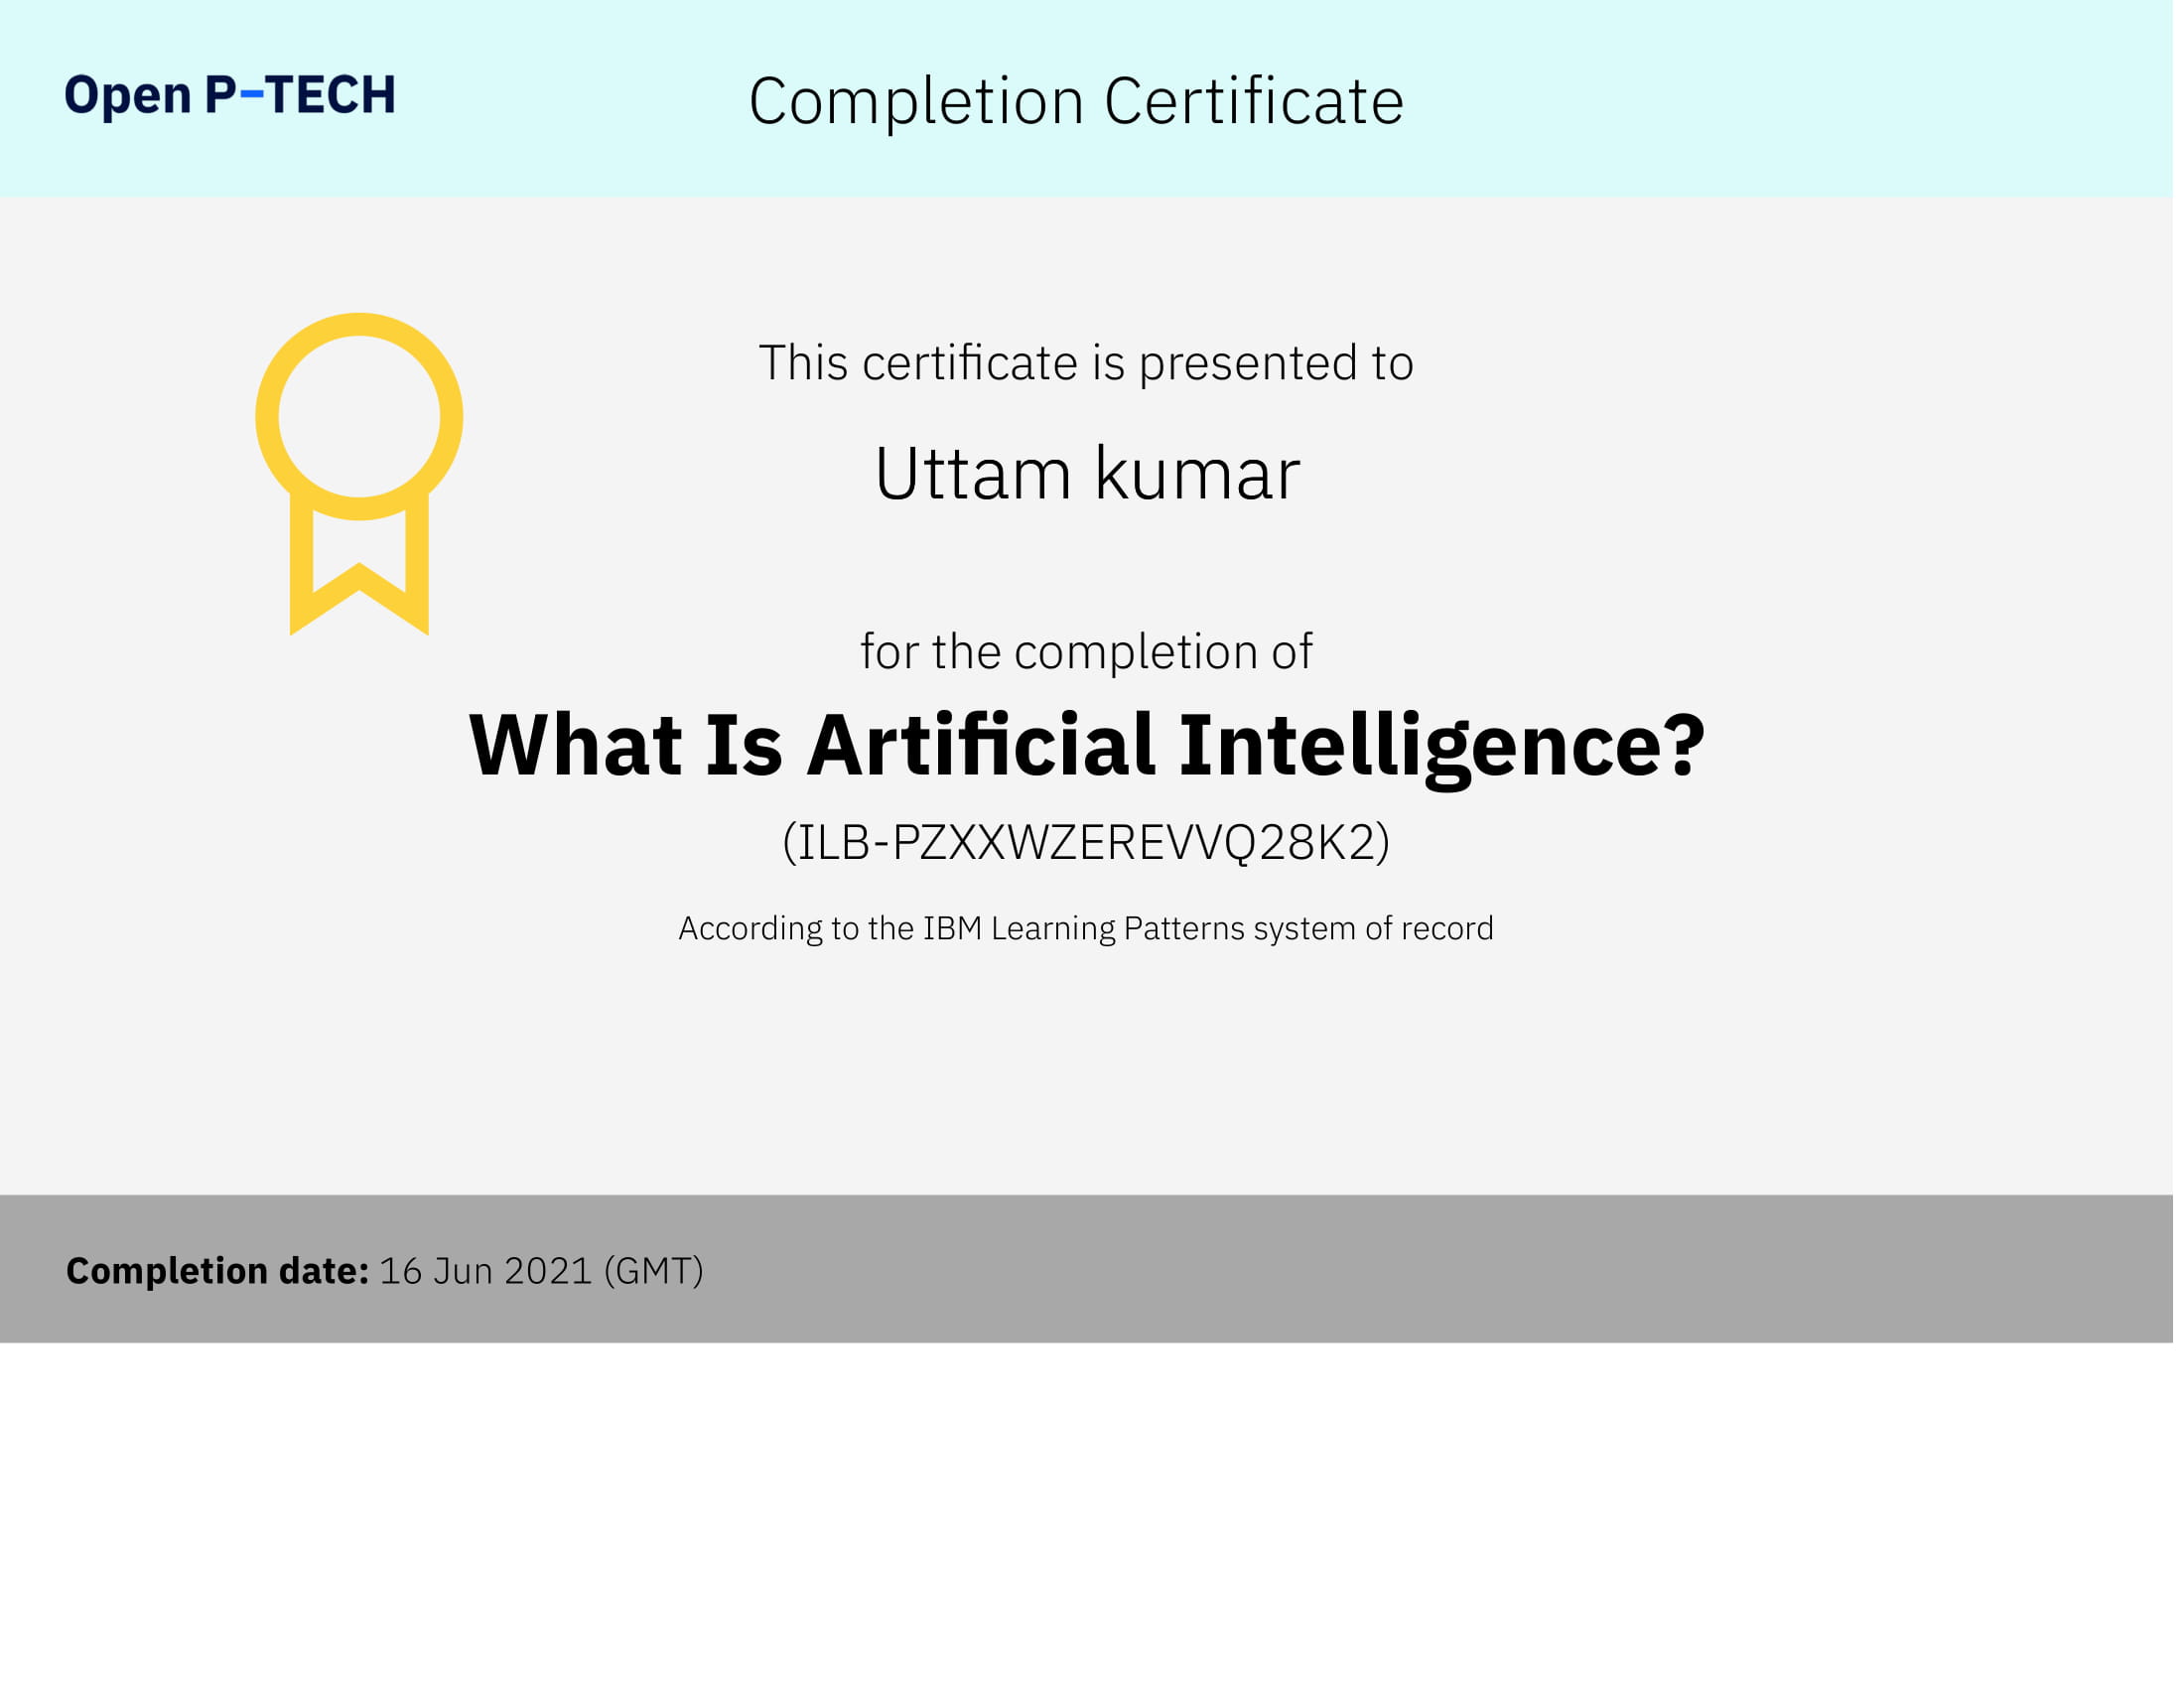 Open P-TECH
Completion Certificate
This certificate is presented to
Uttam kumar
for the completion of
What Is Artificial Intelligence?
(ILB-PZXXWZEREVVQ28K2)
According to the IBM Learning Patterns system of record
Completion date: 16 Jun 2021 (GMT)